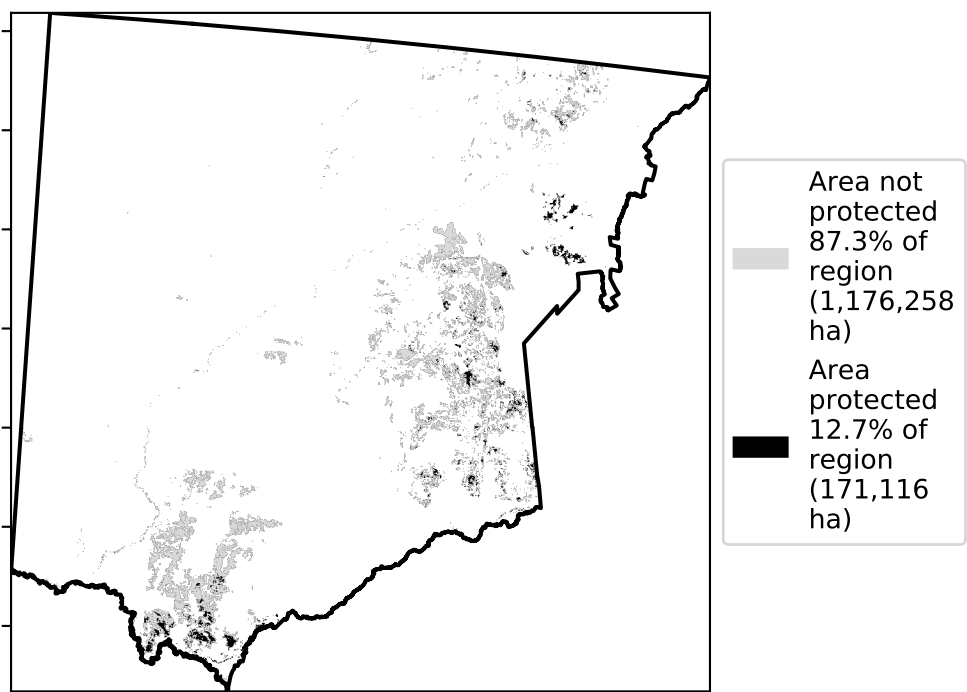 Area not
protected
87.3% of
region
(1,176,258
ha)
Area
protected
12.7% of
region
(171,116
ha)